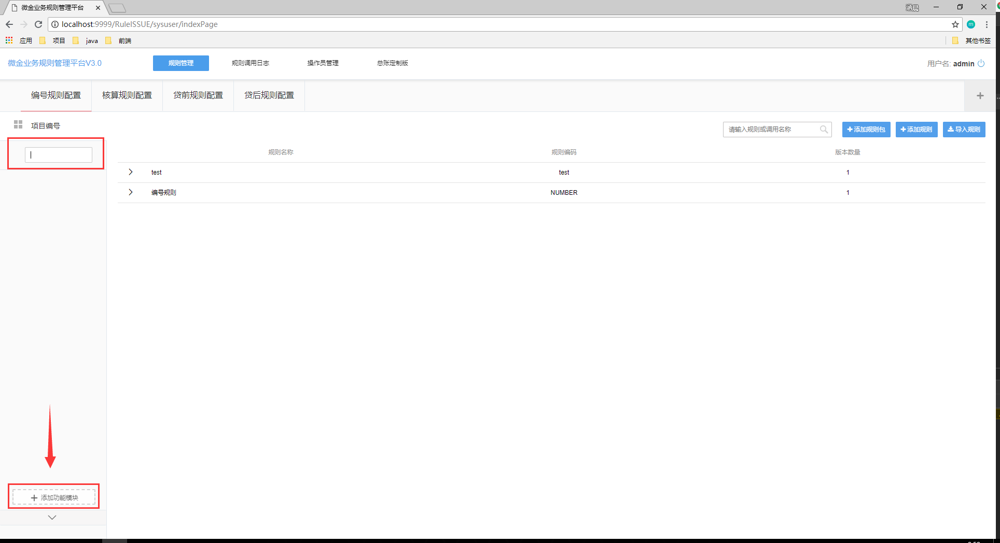 微金业务规则管理平台
涵晨
localhost:9999/RuleISSUE/sysuser/indexPage
m
应用 项目 java 前端 其他书签
微金业务规则管理平台V3.0 规则管理 规则调用日志 操作员管理 总账定制版 用户名: admin
编号规则配置 核算规则配置 贷前规则配置 贷后规则配置
项目编号 请输入规则或调用名称 添加规则包 添加规则 导入规则
规则名称 规则编码 版本数量
test test 1
编号规则 NUMBER 1
添加功能模块